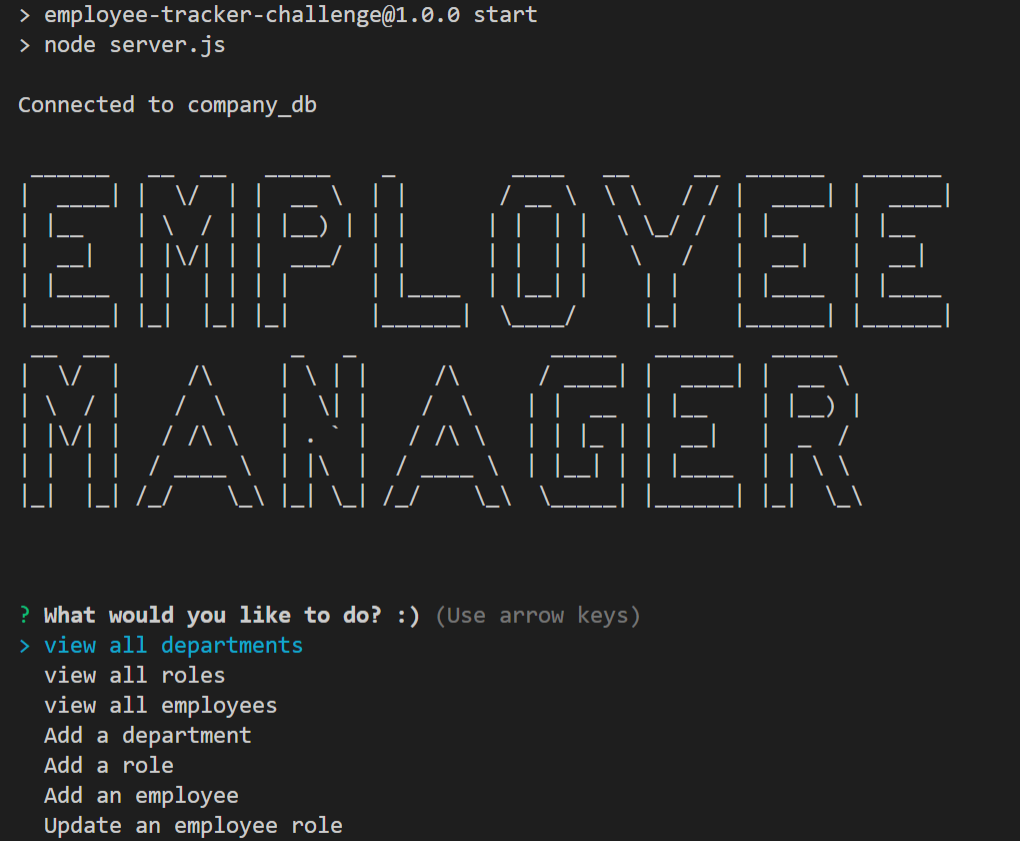 > employee-tracker-challenge@1.0.0 start
> node server.js
Connected to company_db
EMPLOYEE
MANAGER
? What would you like to do? :) (Use arrow keys)
> view all departments
view all roles
view all employees
Add a department
Add a role
Add an employee
Update an employee role